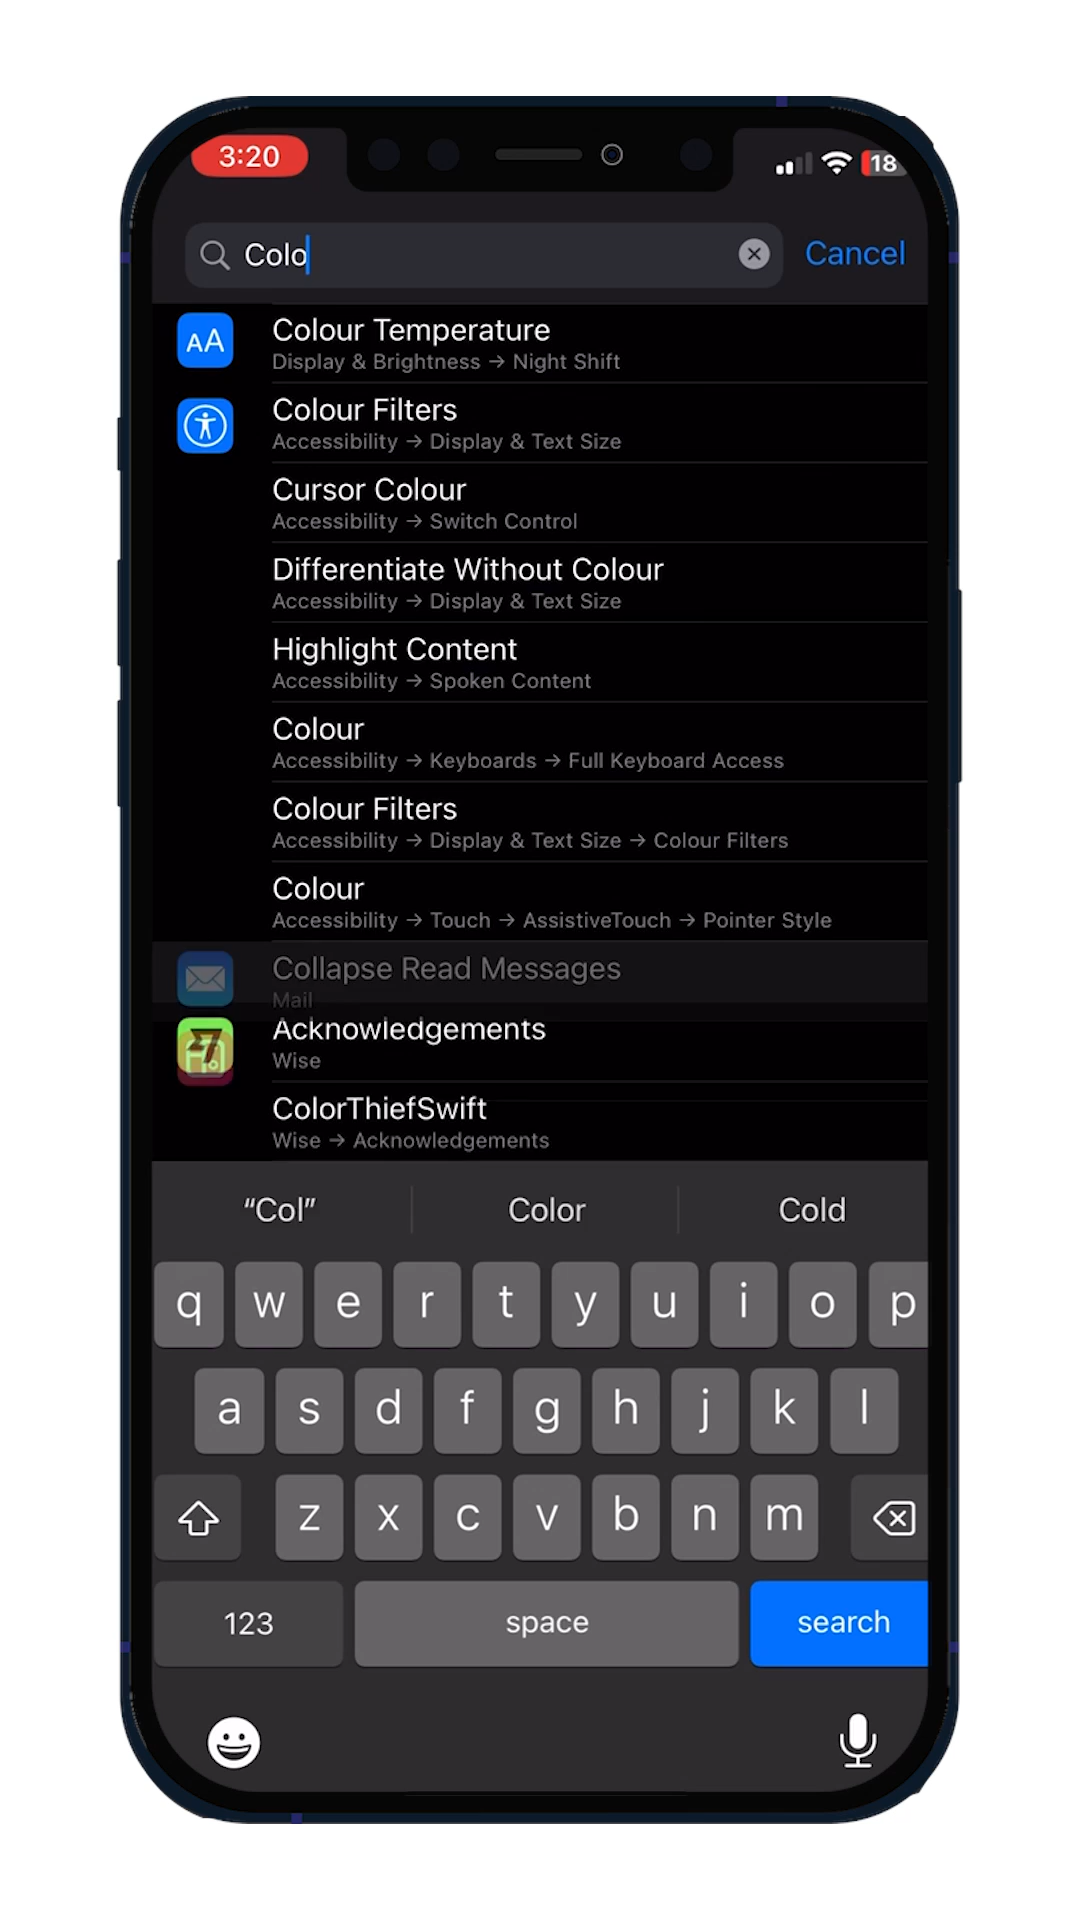 3:20
18
Colo
Cancel
AA
Colour Temperature
Display & Brightness → Night Shift
Colour Filters
Accessibility → Display & Text Size
Cursor Colour
Accessibility → Switch Control
Differentiate Without Colour
Accessibility → Display & Text Size
Highlight Content
Accessibility → Spoken Content
Colour
Accessibility → Keyboards → Full Keyboard Access
Colour Filters
Accessibility → Display & Text Size → Colour Filters
Colour
Accessibility → Touch → AssistiveTouch → Pointer Style
Collapse Read Messages
Mail
Acknowledgements
Wise
ColorThiefSwift
Wise → Acknowledgements
“Col” Color Cold
q w e r t y u i o p
a s d f g h j k l
z x c v b n m
123 space search